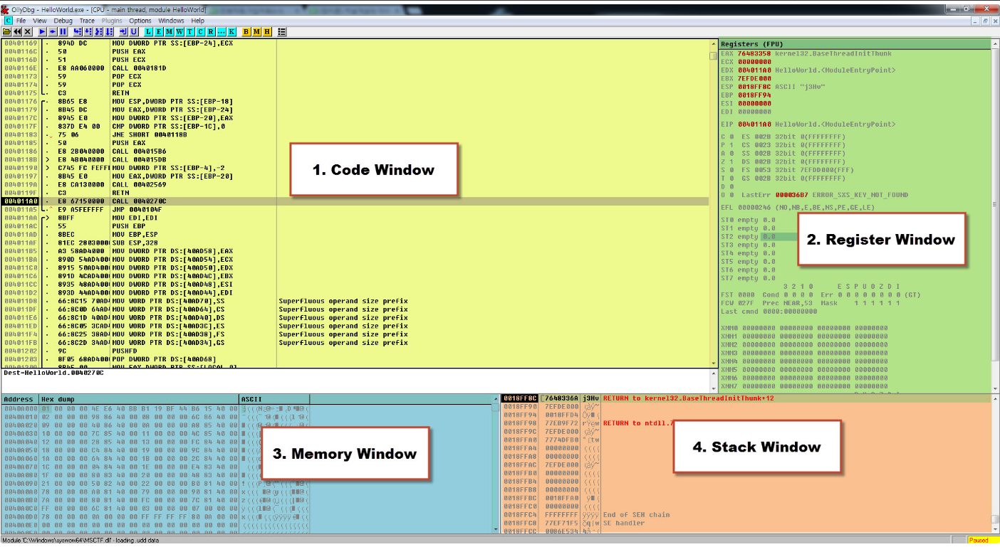 OllyDbg - HelloWorld.exe - [CPU - main thread, module HelloWorld]
C File View Debug Trace Plugins Options Windows Help
L E M W T C R ... K B M H
00401169 . 894D DC MOV DWORD PTR SS:[EBP-24],ECX
0040116C . 50 PUSH EAX
0040116D . 51 PUSH ECX
0040116E . E8 AA060000 CALL 0040181D
00401173 . 59 POP ECX
00401174 . 59 POP ECX
00401175 . C3 RETN
00401176 . 8B65 E8 MOV ESP,DWORD PTR SS:[EBP-18]
00401179 . 8B45 DC MOV EAX,DWORD PTR SS:[EBP-24]
0040117C . 8945 E0 MOV DWORD PTR SS:[EBP-20],EAX
0040117F . 837D E4 00 CMP DWORD PTR SS:[EBP-1C],0
00401183 . 75 06 JNE SHORT 0040118B
00401185 . 50 PUSH EAX
00401186 . E8 2B040000 CALL 004015B6
0040118B > E8 4B040000 CALL 004015DB
00401190 > C745 FC FEFFI MOV DWORD PTR SS:[EBP-4],-2
00401197 . 8B45 E0 MOV EAX,DWORD PTR SS:[EBP-20]
0040119A . E8 CA130000 CALL 00402569
0040119F . C3 RETN
004011A0 . E8 67150000 CALL 0040270C
004011A5 .^ E9 A5FEFFFF JMP 0040104F
004011AA > 8BFF MOV EDI,EDI
004011AC . 55 PUSH EBP
004011AD . 8BEC MOV EBP,ESP
004011AF . 81EC 28030000 SUB ESP,328
004011B5 . A3 58AD4000 MOV DWORD PTR DS:[40AD58],EAX
004011BA . 890D 54AD400 MOV DWORD PTR DS:[40AD54],ECX
004011C0 . 8915 50AD400 MOV DWORD PTR DS:[40AD50],EDX
004011C6 . 891D 4CAD400 MOV DWORD PTR DS:[40AD4C],EBX
004011CC . 8935 48AD400 MOV DWORD PTR DS:[40AD48],ESI
004011D2 . 893D 44AD400 MOV DWORD PTR DS:[40AD44],EDI
004011D8 . 66:8C15 70AD4 MOV WORD PTR DS:[40AD70],SS Superfluous operand size prefix
004011DF . 66:8C0D 64AD4 MOV WORD PTR DS:[40AD64],CS Superfluous operand size prefix
004011E6 . 66:8C1D 40AD4 MOV WORD PTR DS:[40AD40],DS Superfluous operand size prefix
004011ED . 66:8C05 3CAD4 MOV WORD PTR DS:[40AD3C],ES Superfluous operand size prefix
004011F4 . 66:8C25 38AD4 MOV WORD PTR DS:[40AD38],FS Superfluous operand size prefix
004011FB . 66:8C2D 34AD4 MOV WORD PTR DS:[40AD34],GS Superfluous operand size prefix
00401202 . 9C PUSHFD
00401203 . 8F05 68AD400 POP DWORD PTR DS:[40AD68]
Dest=HelloWorld.0040270C
1. Code Window
Registers (FPU)
EAX 76483358 kernel32.BaseThreadInitThunk
ECX 00000000
EDX 004011A0 HelloWorld.<ModuleEntryPoint>
EBX 7EFDE000
ESP 0018FF8C ASCII "j3Hv"
EBP 0018FF94
ESI 00000000
EDI 00000000
EIP 004011A0 HelloWorld.<ModuleEntryPoint>
C 0 ES 002B 32bit 0(FFFFFFFF)
P 1 CS 0023 32bit 0(FFFFFFFF)
A 0 SS 002B 32bit 0(FFFFFFFF)
Z 1 DS 002B 32bit 0(FFFFFFFF)
S 0 FS 0053 32bit 7EFDD000(FFF)
T 0 GS 002B 32bit 0(FFFFFFFF)
D 0
O 0 LastErr 000036B7 ERROR_SXS_KEY_NOT_FOUND
EFL 00000246 (NO,NB,E,BE,NS,PE,GE,LE)
ST0 empty 0.0
ST1 empty 0.0
ST2 empty 0.0
ST3 empty 0.0
ST4 empty 0.0
ST5 empty 0.0
ST6 empty 0.0
ST7 empty 0.0
3 2 1 0 E S P U O Z D I
FST 0000 Cond 0 0 0 0 Err 0 0 0 0 0 0 0 0 (GT)
FCW 027F Prec NEAR,53 Mask 1 1 1 1 1 1
Last cmnd 0000:00000000
XMM0 00000000 00000000 00000000 00000000
XMM1 00000000 00000000 00000000 00000000
XMM2 00000000 00000000 00000000 00000000
XMM3 00000000 00000000 00000000 00000000
XMM4 00000000 00000000 00000000 00000000
XMM5 00000000 00000000 00000000 00000000
XMM6 00000000 00000000 00000000 00000000
XMM7 00000000 00000000 00000000 00000000
2. Register Window
Address Hex dump ASCII
0040A000 01 00 00 00 4E E6 40 BB B1 19 BF 44 B6 15 40 00
0040A010 02 00 00 00 98 86 40 00 08 00 00 00 6C 86 40 00
0040A020 09 00 00 00 40 86 40 00 0A 00 00 00 A8 85 40 00
0040A030 10 00 00 00 7C 85 40 00 11 00 00 00 4C 85 40 00
0040A040 12 00 00 00 28 85 40 00 13 00 00 00 FC 84 40 00
0040A050 18 00 00 00 C4 84 40 00 19 00 00 00 9C 84 40 00
0040A060 1A 00 00 00 64 84 40 00 1B 00 00 00 2C 84 40 00
0040A070 1C 00 00 00 04 84 40 00 1E 00 00 00 E4 83 40 00
0040A080 1F 00 00 00 80 83 40 00 20 00 00 00 48 83 40 00
0040A090 21 00 00 00 50 82 40 00 22 00 00 00 B0 81 40 00
0040A0A0 78 00 00 00 A0 81 40 00 79 00 00 00 90 81 40 00
0040A0B0 7A 00 00 00 80 81 40 00 FC 00 00 00 7C 81 40 00
0040A0C0 FF 00 00 00 6C 81 40 00 03 00 00 00 07 00 00 00
0040A0D0 78 00 00 00 0A 00 00 00 FF FF FF FF 80 0A 00 00
0040A0E0 00 00 00 00 00 00 00 00 00 00 00 00 00 00 00 00
3. Memory Window
0018FF8C 7648336A j3Hv RETURN to kernel32.BaseThreadInitThunk+12
0018FF90 7EFDE000
0018FF94 0018FFD4
0018FF98 77EB9F72 RETURN to ntdll.7
0018FF9C 7EFDE000
0018FFA0 7774DFB0
0018FFA4 00000000
0018FFA8 00000000
0018FFAC 7EFDE000
0018FFB0 00000000
0018FFB4 00000000
0018FFB8 00000000
0018FFBC 0018FFA0
0018FFC0 00000000
0018FFC4 FFFFFFFF ÿÿÿÿ End of SEH chain
0018FFC8 77EF71F5 SE handler
0018FFCC 0086E534
4. Stack Window
Module 'C:\Windows\syswow64\MSCTF.dll' - loading .udd data
Paused